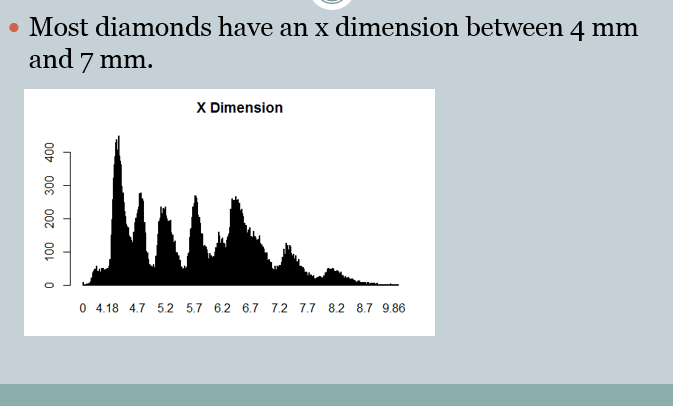 • Most diamonds have an x dimension between 4 mm
and 7 mm.
X Dimension
400
300
200
100
0
0 4.18 4.7 5.2 5.7 6.2 6.7 7.2 7.7 8.2 8.7 9.86